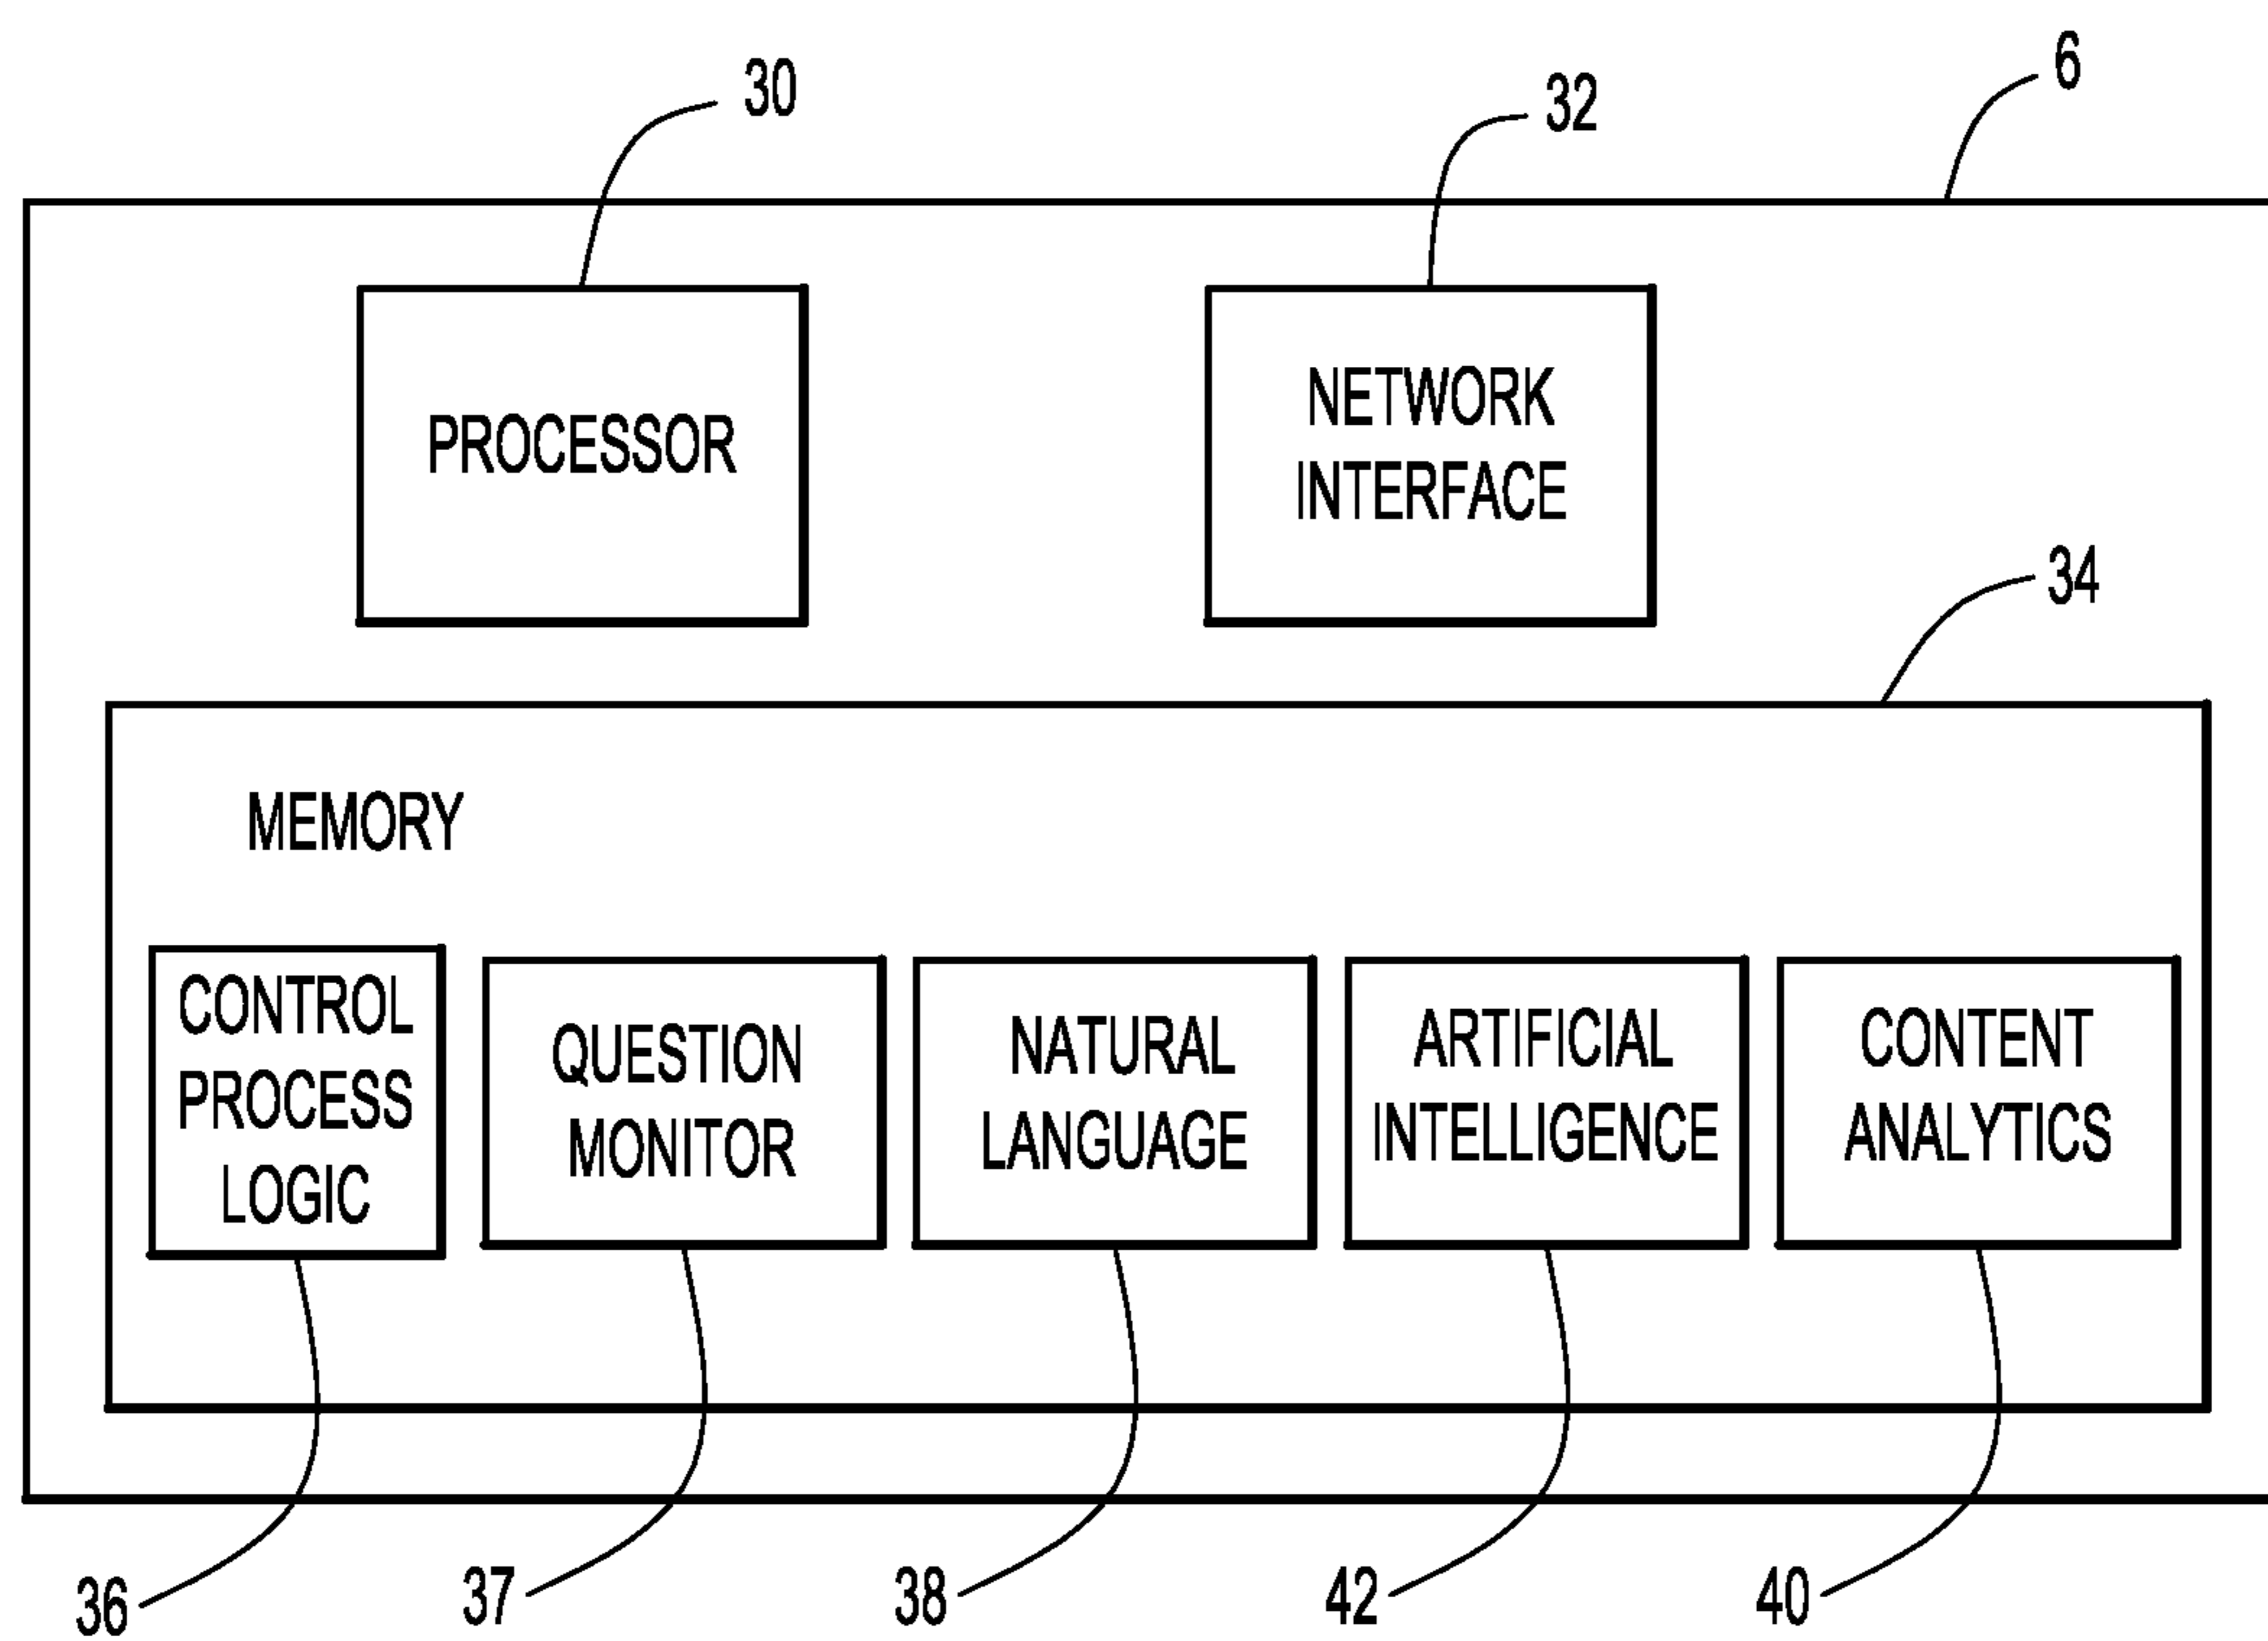 30
32
6
PROCESSOR
NETWORK
INTERFACE
34
MEMORY
CONTROL
PROCESS
LOGIC
QUESTION
MONITOR
NATURAL
LANGUAGE
ARTIFICIAL
INTELLIGENCE
CONTENT
ANALYTICS
36
37
38
42
40